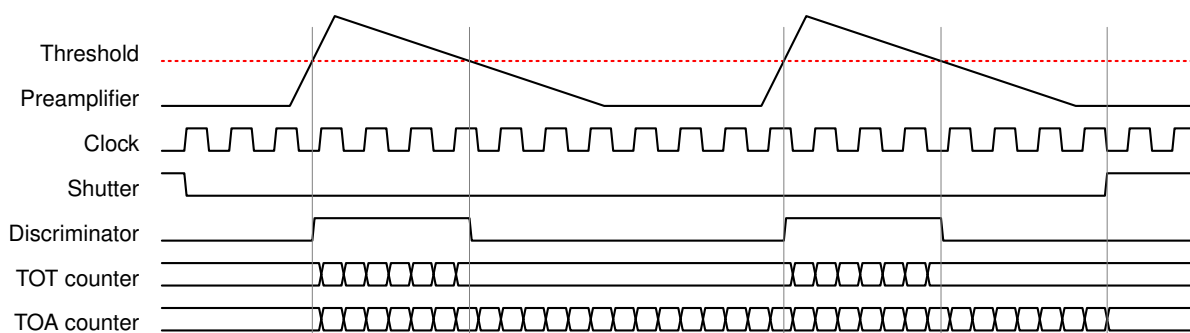 Threshold
Preamplifier
Clock
Shutter
Discriminator
TOT counter
TOA counter